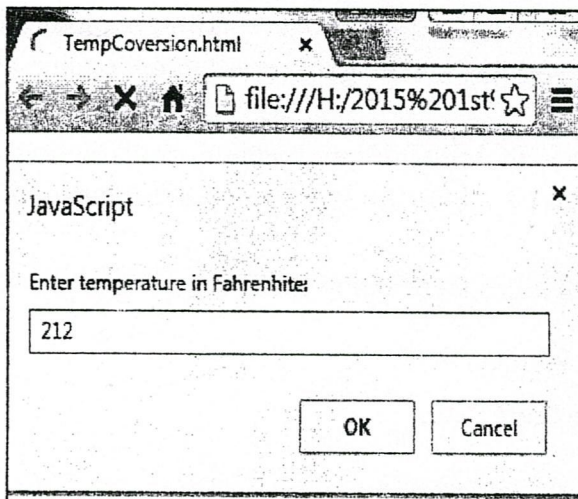 TempCoversion.html
file:///H:/2015%201st
JavaScript
Enter temperature in Fahrenhite:
212
OK Cancel